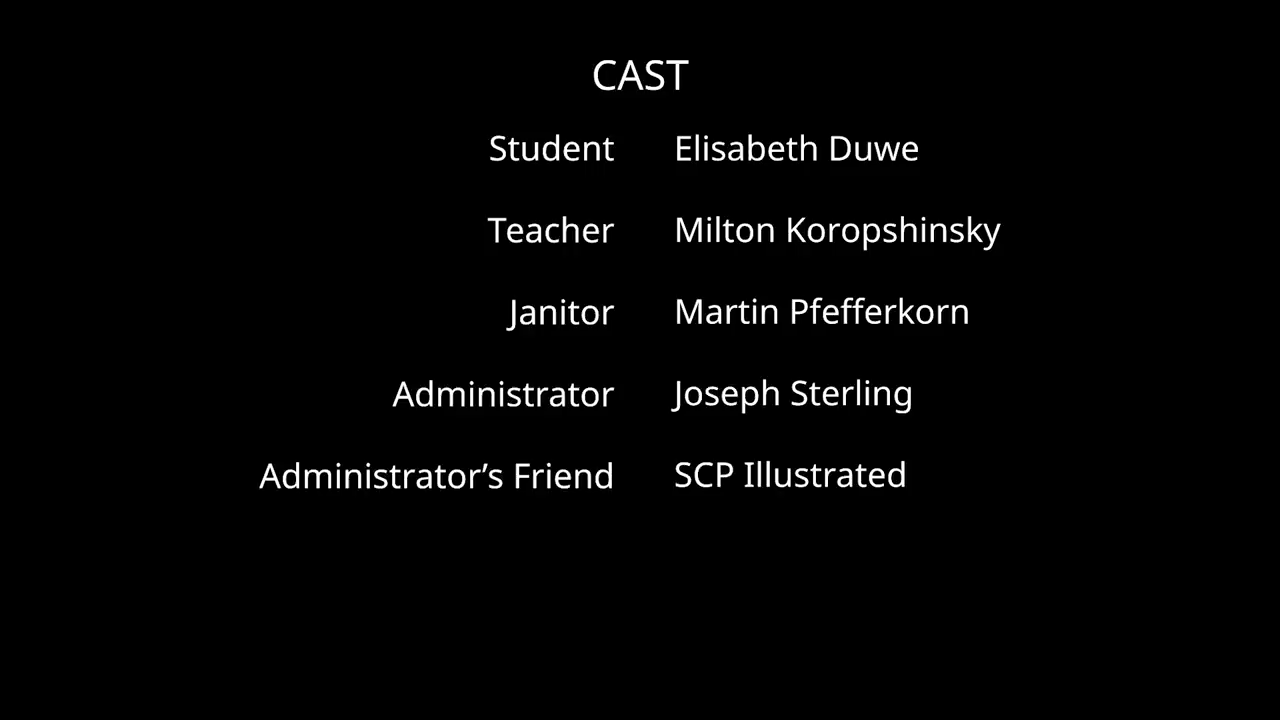 CAST
Student Elisabeth Duwe
Teacher Milton Koropshinsky
Janitor Martin Pfefferkorn
Administrator Joseph Sterling
Administrator’s Friend SCP Illustrated